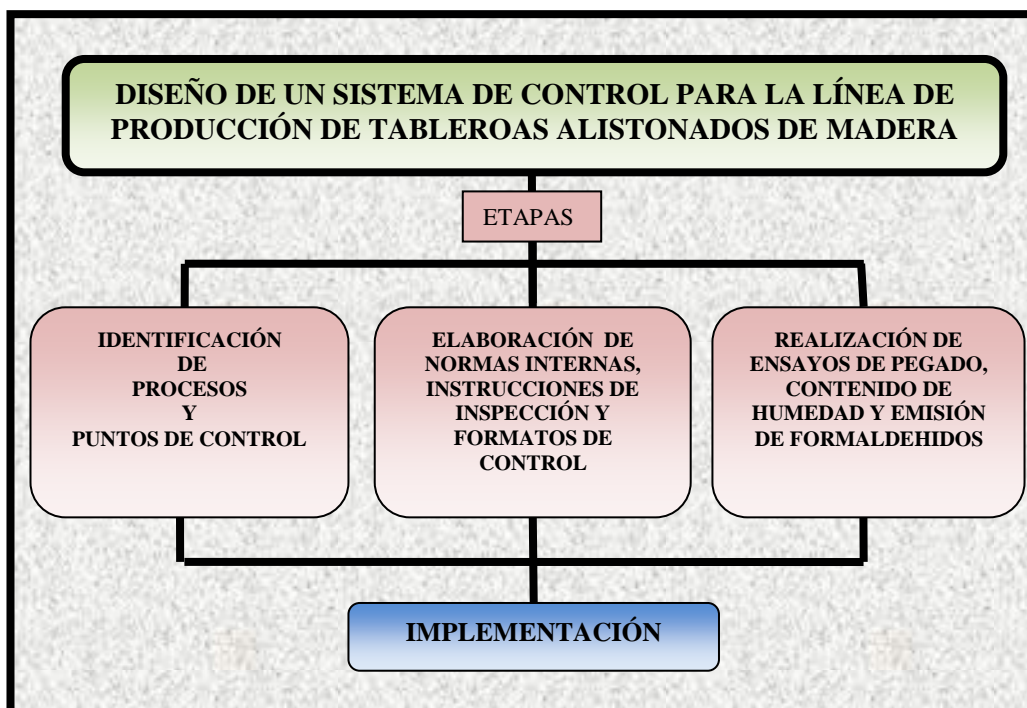 DISEÑO DE UN SISTEMA DE CONTROL PARA LA LÍNEA DE
PRODUCCIÓN DE TABLEROAS ALISTONADOS DE MADERA
ETAPAS
IDENTIFICACIÓN
DE
PROCESOS
Y
PUNTOS DE CONTROL
ELABORACIÓN DE
NORMAS INTERNAS,
INSTRUCCIONES DE
INSPECCIÓN Y
FORMATOS DE
CONTROL
REALIZACIÓN DE
ENSAYOS DE PEGADO,
CONTENIDO DE
HUMEDAD Y EMISIÓN
DE FORMALDEHIDOS
IMPLEMENTACIÓN